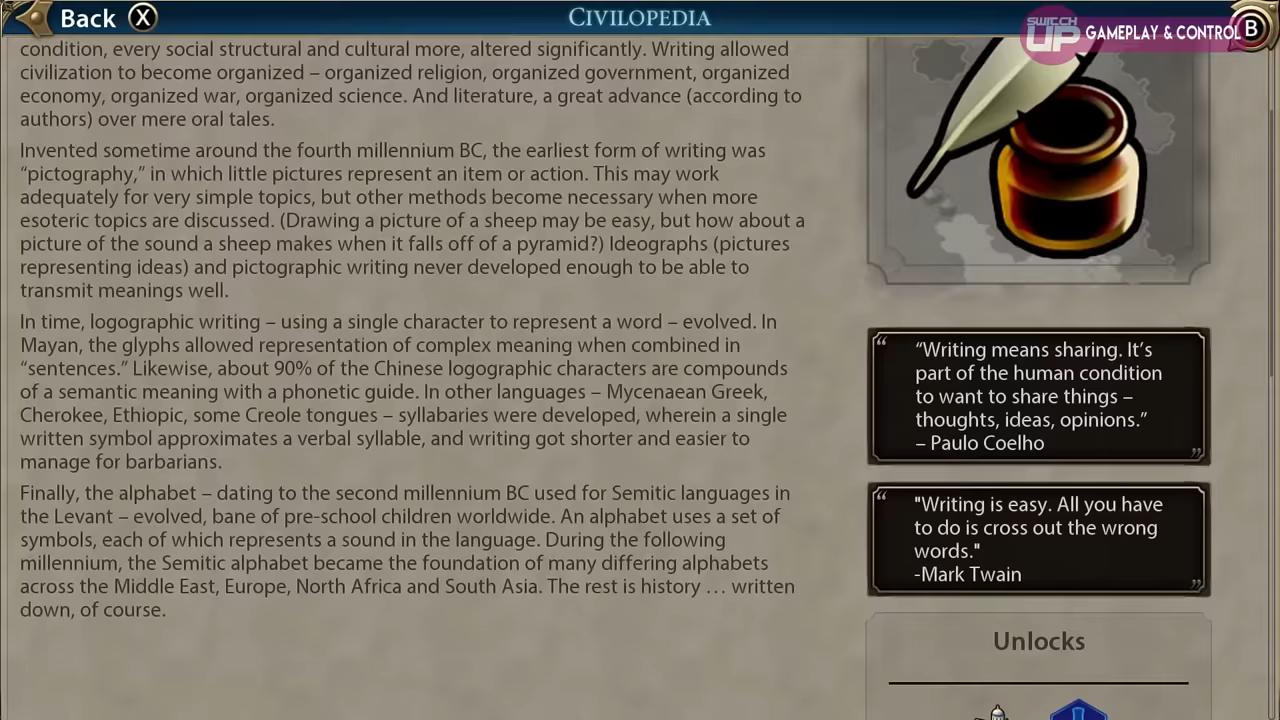 Back X
CIVILOPEDIA
SWITCH UP
GAMEPLAY & CONTROL
B
condition, every social structural and cultural more, altered significantly. Writing allowed
civilization to become organized – organized religion, organized government, organized
economy, organized war, organized science. And literature, a great advance (according to
authors) over mere oral tales.
Invented sometime around the fourth millennium BC, the earliest form of writing was
“pictography,” in which little pictures represent an item or action. This may work
adequately for very simple topics, but other methods become necessary when more
esoteric topics are discussed. (Drawing a picture of a sheep may be easy, but how about a
picture of the sound a sheep makes when it falls off of a pyramid?) Ideographs (pictures
representing ideas) and pictographic writing never developed enough to be able to
transmit meanings well.
In time, logographic writing – using a single character to represent a word – evolved. In
Mayan, the glyphs allowed representation of complex meaning when combined in
“sentences.” Likewise, about 90% of the Chinese logographic characters are compounds
of a semantic meaning with a phonetic guide. In other languages – Mycenaean Greek,
Cherokee, Ethiopic, some Creole tongues – syllabaries were developed, wherein a single
written symbol approximates a verbal syllable, and writing got shorter and easier to
manage for barbarians.
Finally, the alphabet – dating to the second millennium BC used for Semitic languages in
the Levant – evolved, bane of pre-school children worldwide. An alphabet uses a set of
symbols, each of which represents a sound in the language. During the following
millennium, the Semitic alphabet became the foundation of many differing alphabets
across the Middle East, Europe, North Africa and South Asia. The rest is history … written
down, of course.
“Writing means sharing. It’s
part of the human condition
to want to share things –
thoughts, ideas, opinions.”
– Paulo Coelho
"Writing is easy. All you have
to do is cross out the wrong
words."
-Mark Twain
Unlocks